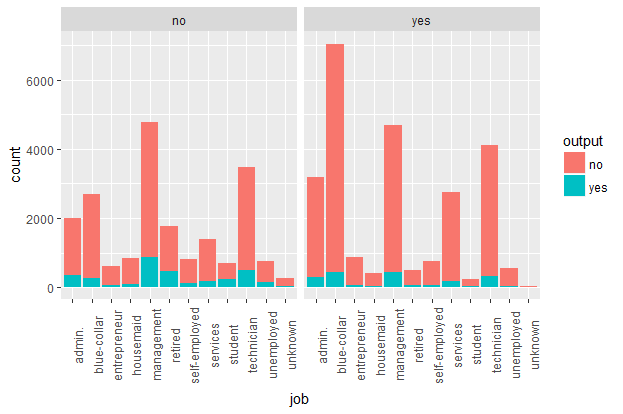 no
yes
6000
4000
2000
0
count
admin.
blue-collar
entrepreneur
housemaid
management
retired
self-employed
services
student
technician
unemployed
unknown
admin.
blue-collar
entrepreneur
housemaid
management
retired
self-employed
services
student
technician
unemployed
unknown
job
output
no
yes